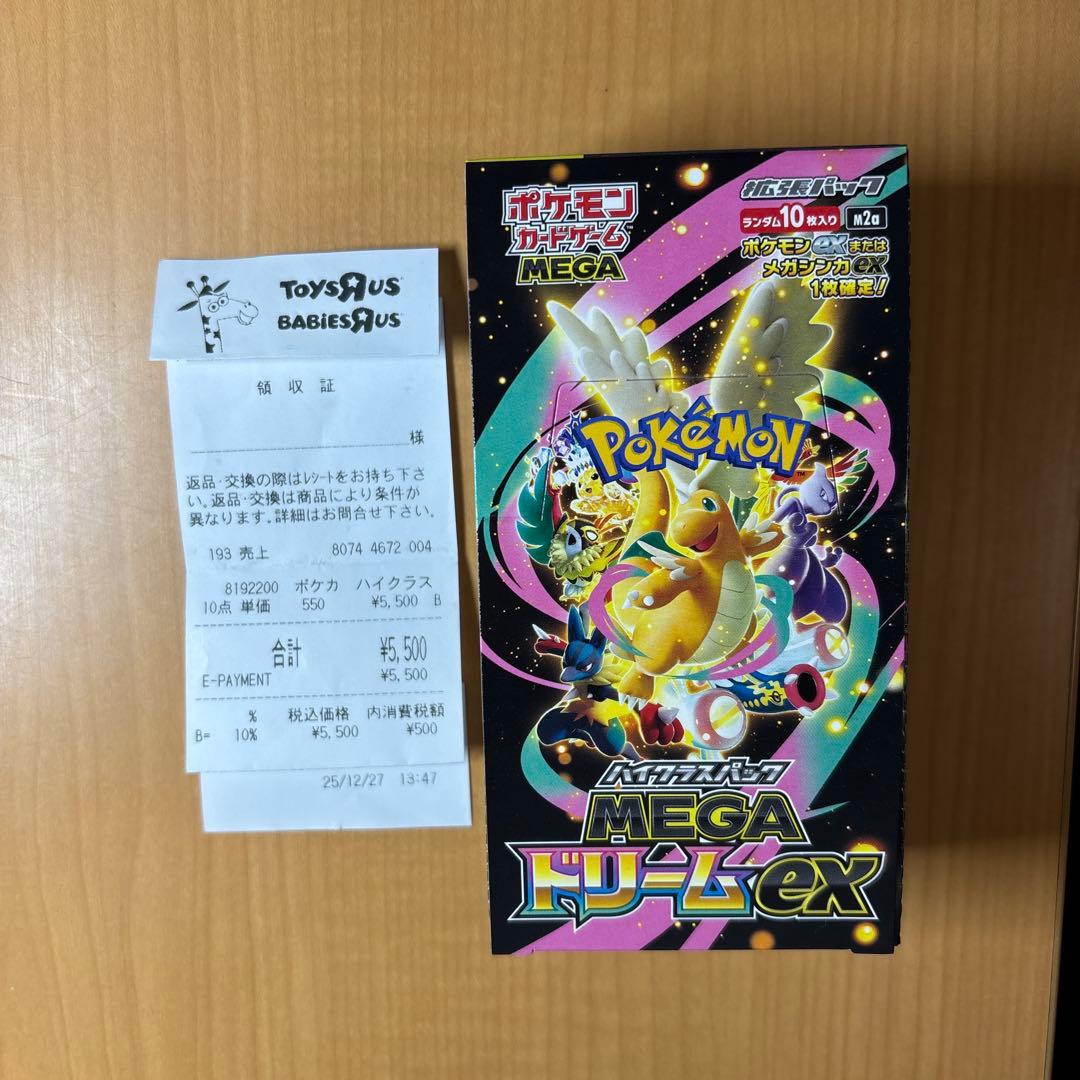 TOYSЯUS
BABIESЯUS
領 収 証
様
返品・交換の際はﾚｼｰﾄをお持ち下さ
い。返品・交換は商品により条件が
異なります。詳細はお問合せ下さい。
193 売上 8074 4672 004
8192200 ポケカ ハイクラス
10点 単価 550 ¥5,500 B
合計 ¥5,500
E-PAYMENT ¥5,500
% 税込価格 内消費税額
B= 10% ¥5,500 ¥500
25/12/27 13:47
ポケモン
カードゲーム
MEGA
拡張パック
ランダム10枚入り M2a
ポケモンexまたは
メガシンカex
1枚確定!
POKéMON
ハイクラスパック
MEGA
ドリームex